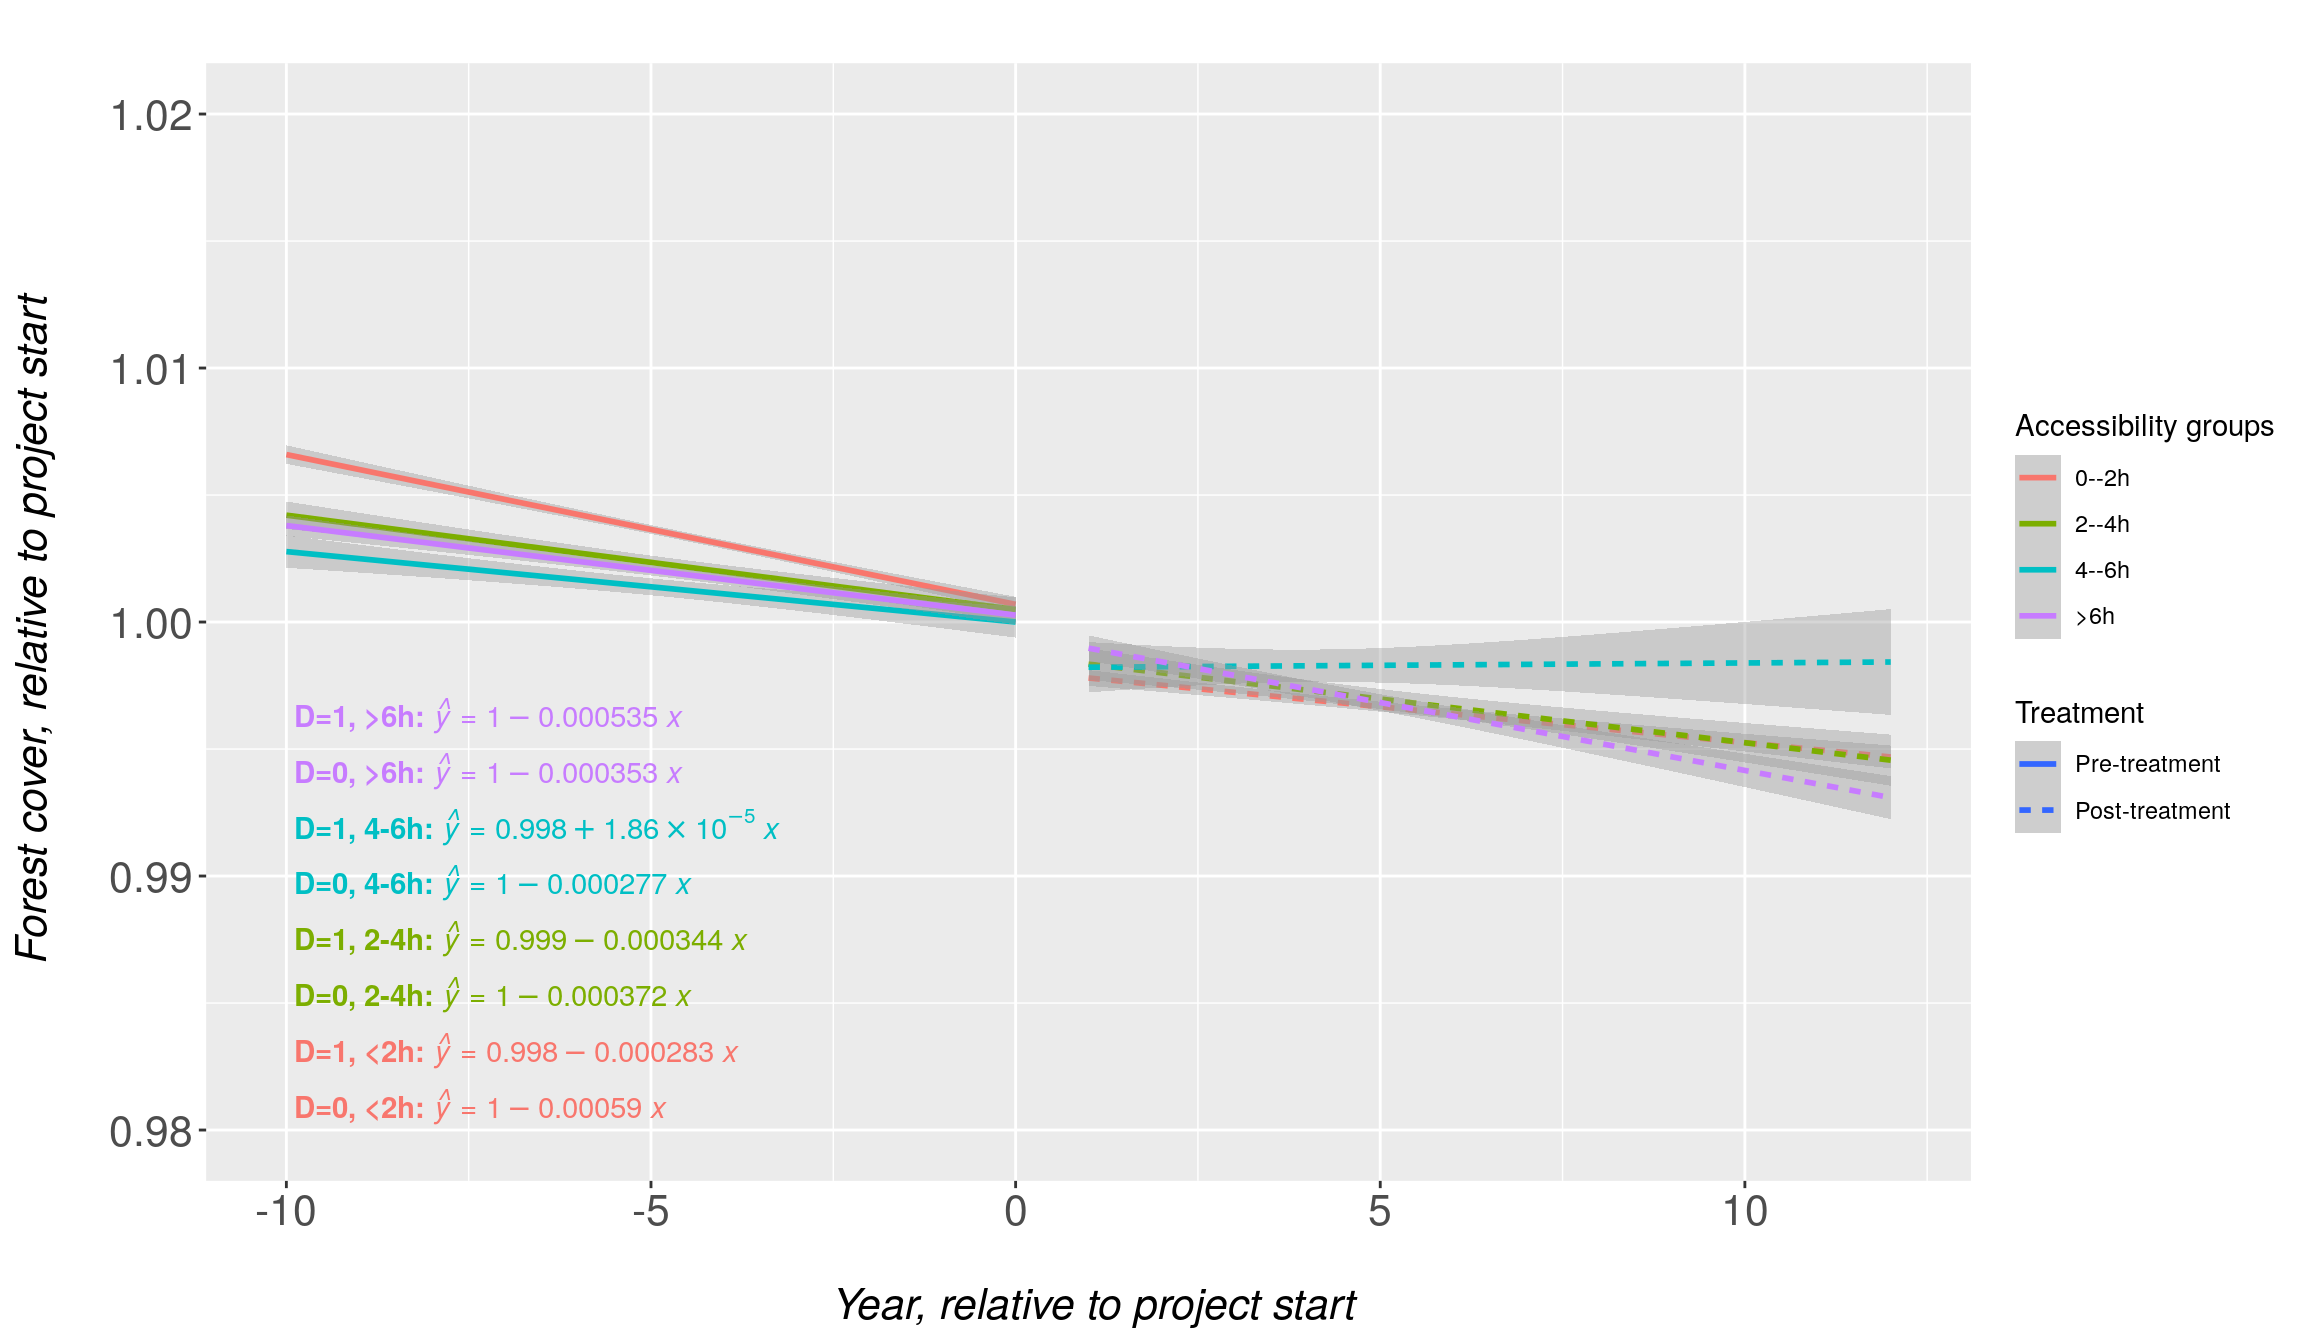 1.02
1.01
1.00
0.99
0.98
Forest cover, relative to project start
D=1, >6h: ŷ = 1 − 0.000535 x
D=0, >6h: ŷ = 1 − 0.000353 x
D=1, 4-6h: ŷ = 0.998 + 1.86 × 10⁻⁵ x
D=0, 4-6h: ŷ = 1 − 0.000277 x
D=1, 2-4h: ŷ = 0.999 − 0.000344 x
D=0, 2-4h: ŷ = 1 − 0.000372 x
D=1, <2h: ŷ = 0.998 − 0.000283 x
D=0, <2h: ŷ = 1 − 0.00059 x
-10 -5 0 5 10
Year, relative to project start
Accessibility groups
0--2h
2--4h
4--6h
>6h
Treatment
Pre-treatment
Post-treatment